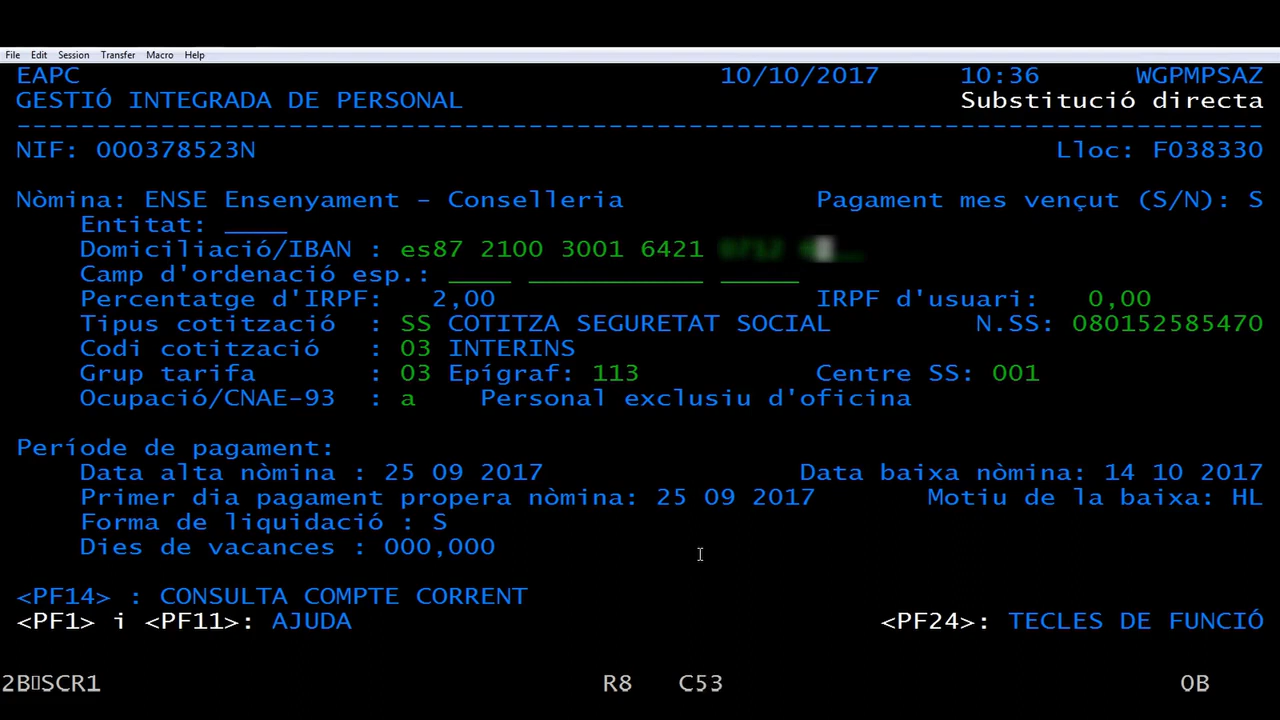 File Edit Session Transfer Macro Help
EAPC 10/10/2017 10:36 WGPMPSAZ
GESTIÓ INTEGRADA DE PERSONAL Substitució directa
------------------------------------------------------------------------------
NIF: 000378523N Lloc: F038330
Nòmina: ENSE Ensenyament - Conselleria Pagament mes vençut (S/N): S
Entitat: ____
Domiciliació/IBAN : es87 2100 3001 6421
Camp d'ordenació esp.: ____ ___________ _____
Percentatge d'IRPF: 2,00 IRPF d'usuari: 0,00
Tipus cotització : SS COTITZA SEGURETAT SOCIAL N.SS: 080152585470
Codi cotització : 03 INTERINS
Grup tarifa : 03 Epígraf: 113 Centre SS: 001
Ocupació/CNAE-93 : a Personal exclusiu d'oficina
Període de pagament:
Data alta nòmina : 25 09 2017 Data baixa nòmina: 14 10 2017
Primer dia pagament propera nòmina: 25 09 2017 Motiu de la baixa: HL
Forma de liquidació : S
Dies de vacances : 000,000
<PF14> : CONSULTA COMPTE CORRENT
<PF1> i <PF11>: AJUDA <PF24>: TECLES DE FUNCIÓ
2B▯SCR1 R8 C53 0B